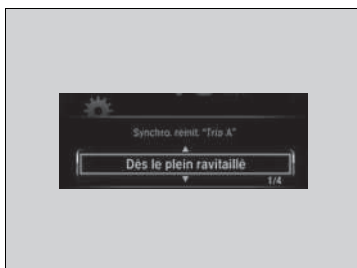 Synchro. réinit. "Trip A"
Dès le plein ravitaillé
1/4